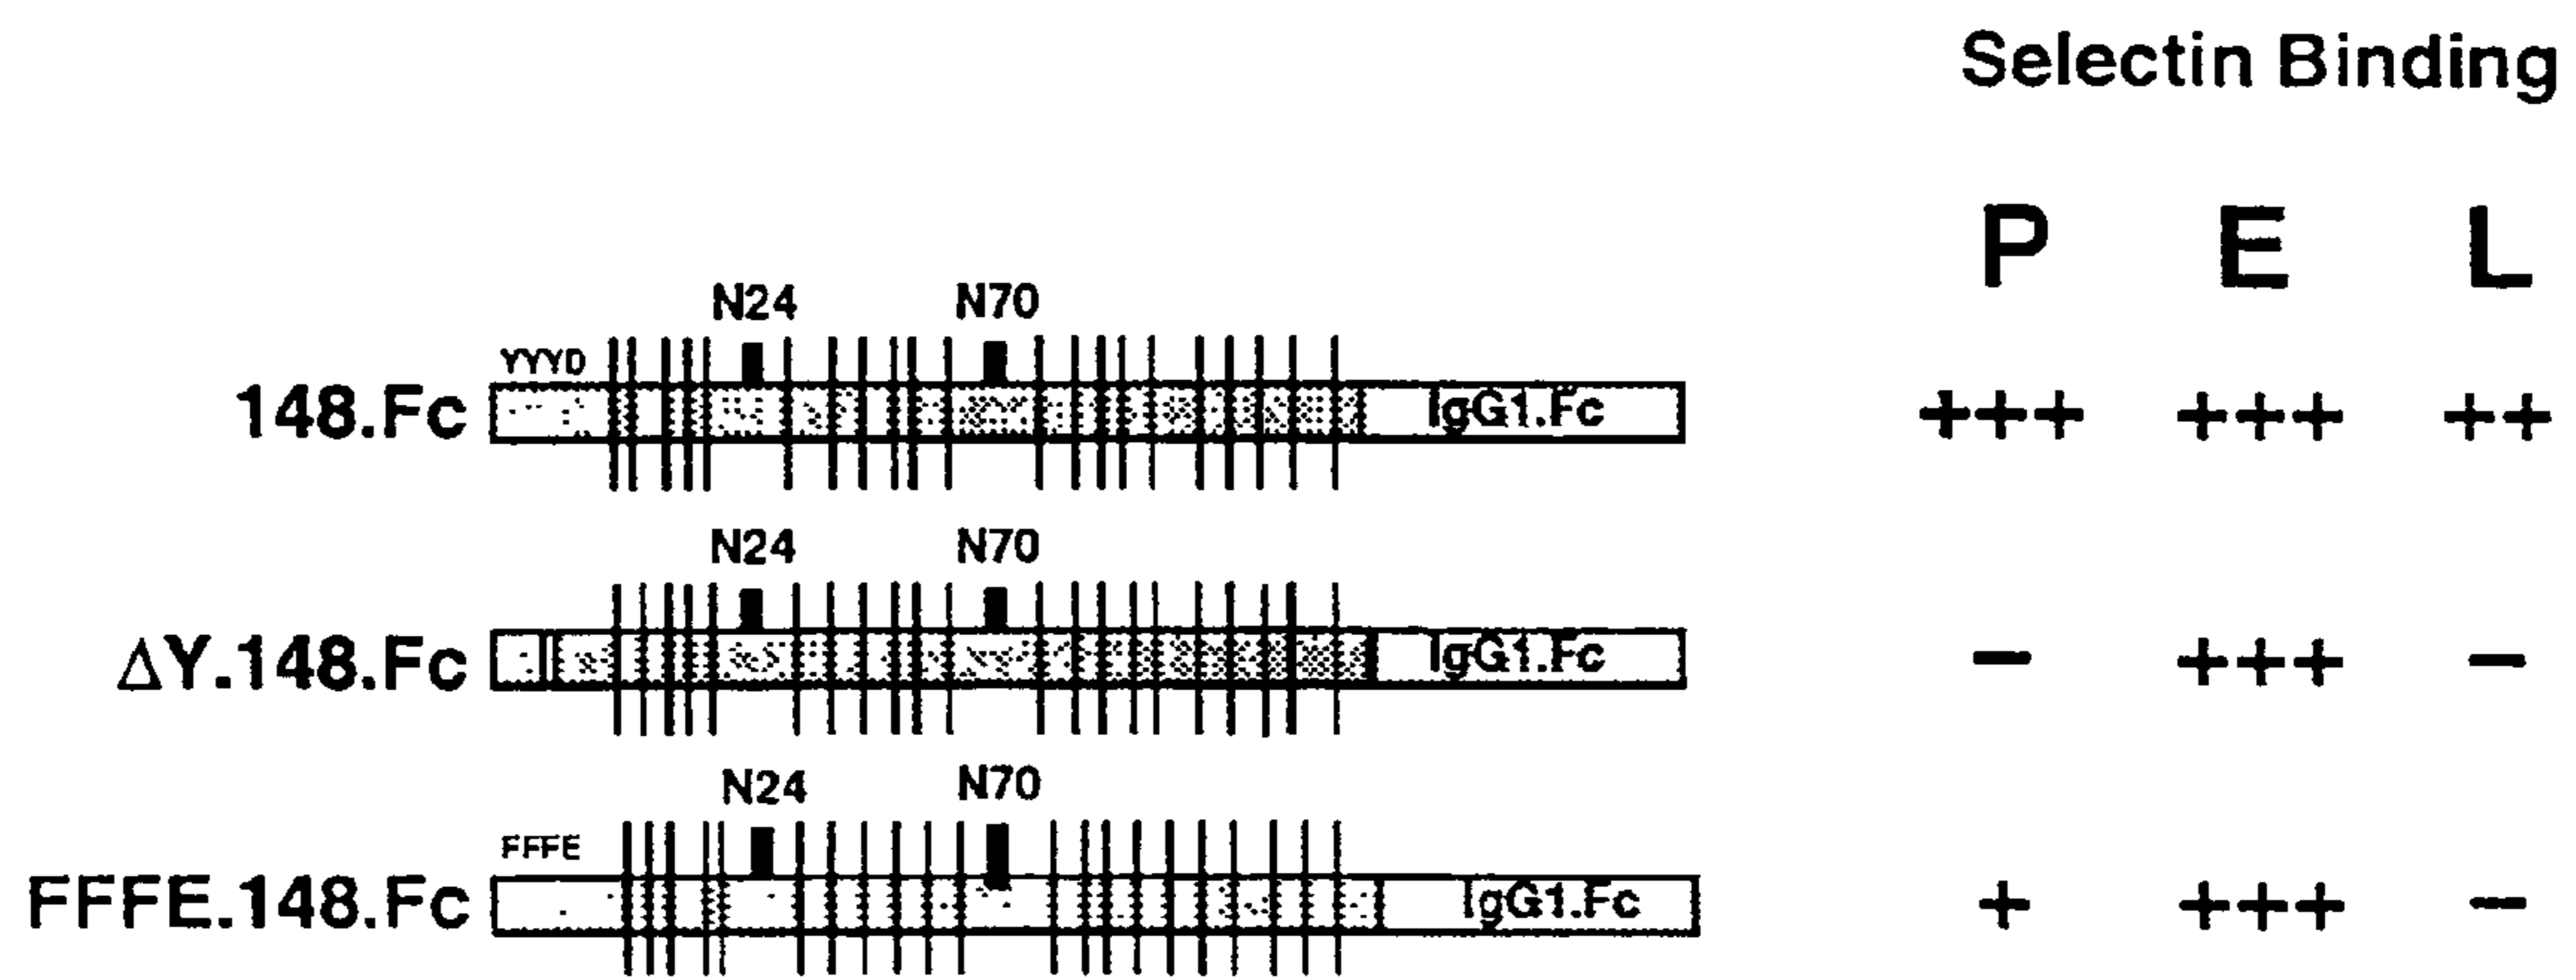 Selectin Binding
P E L
N24 N70
YYYD
148.Fc IgG1.Fc +++ +++ ++
N24 N70
ΔY.148.Fc IgG1.Fc − +++ −
N24 N70
FFFE
FFFE.148.Fc IgG1.Fc + +++ −